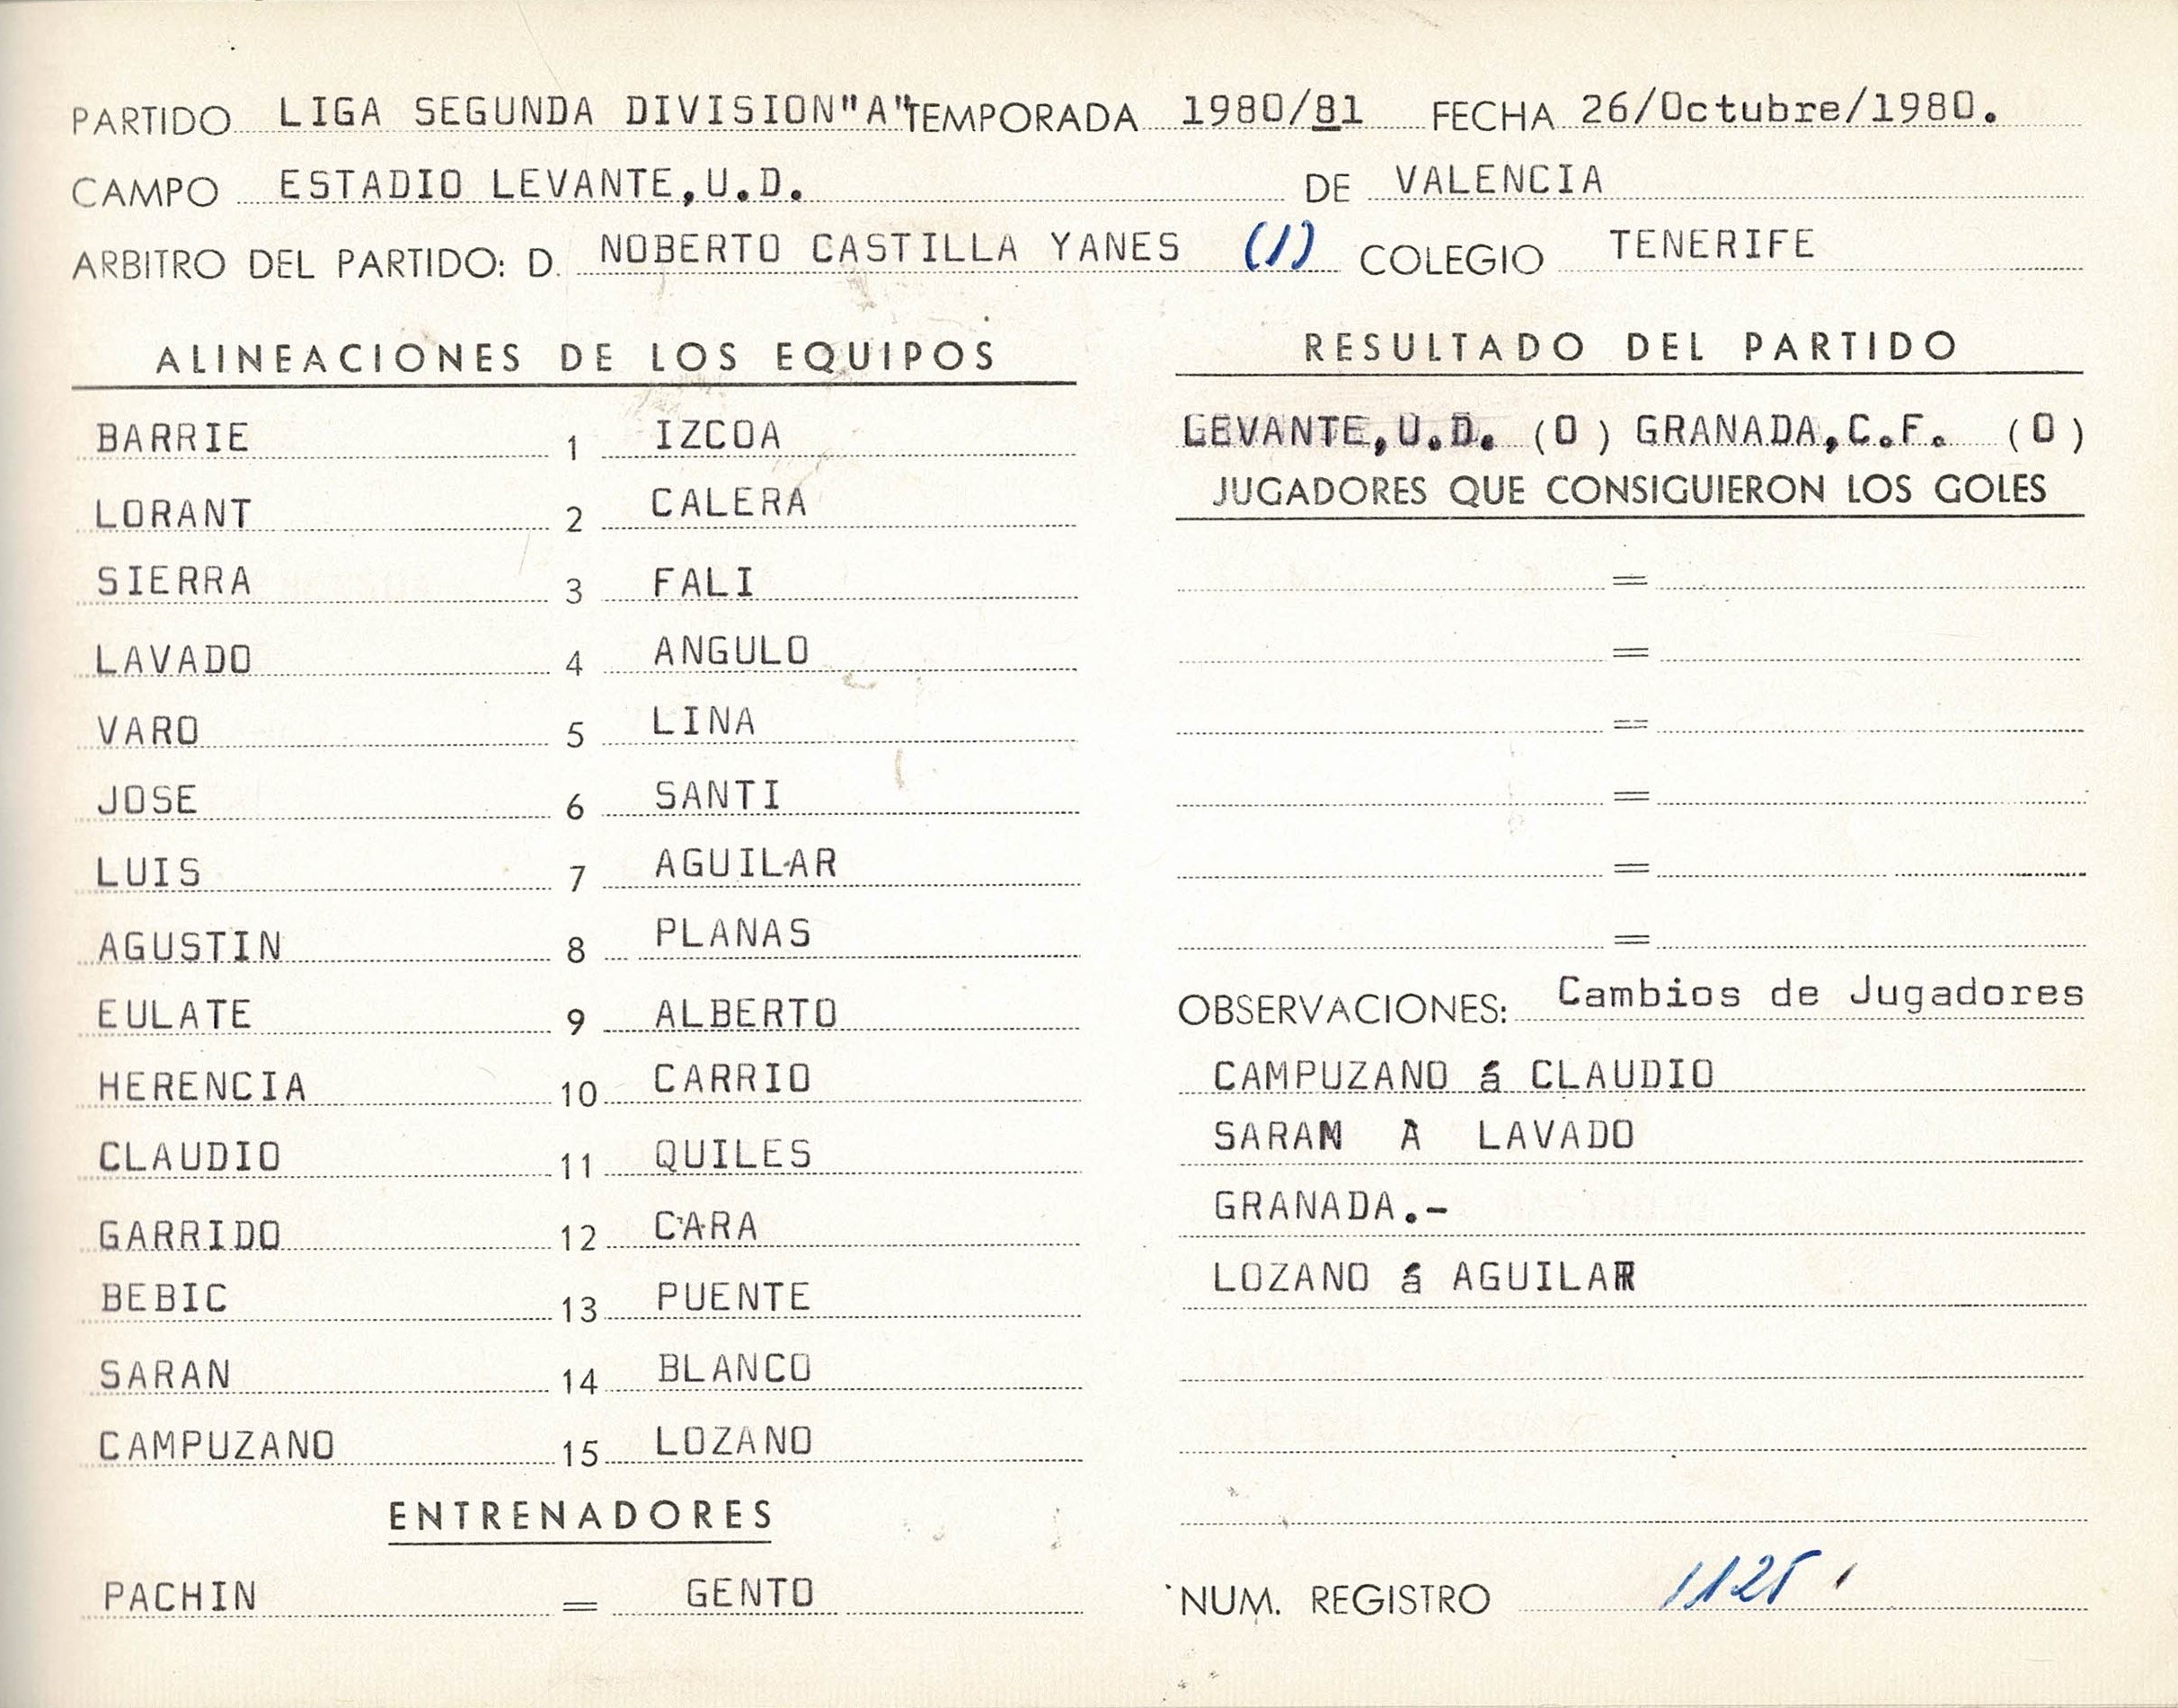 PARTIDO LIGA SEGUNDA DIVISION"A" TEMPORADA 1980/81 FECHA 26/Octubre/1980.
CAMPO ESTADIO LEVANTE,U.D. DE VALENCIA
ARBITRO DEL PARTIDO: D. NOBERTO CASTILLA YANES (1) COLEGIO TENERIFE
ALINEACIONES DE LOS EQUIPOS
BARRIE 1 IZCOA
LORANT 2 CALERA
SIERRA 3 FALI
LAVADO 4 ANGULO
VARO 5 LINA
JOSE 6 SANTI
LUIS 7 AGUILAR
AGUSTIN 8 PLANAS
EULATE 9 ALBERTO
HERENCIA 10 CARRIO
CLAUDIO 11 QUILES
GARRIDO 12 CARA
BEBIC 13 PUENTE
SARAN 14 BLANCO
CAMPUZANO 15 LOZANO
ENTRENADORES
PACHIN = GENTO
RESULTADO DEL PARTIDO
LEVANTE,U.D. (0) GRANADA,C.F. (0)
JUGADORES QUE CONSIGUIERON LOS GOLES
=
=
=
=
=
=
OBSERVACIONES: Cambios de Jugadores
CAMPUZANO á CLAUDIO
SARAN A LAVADO
GRANADA.-
LOZANO á AGUILAR
NUM. REGISTRO 1125